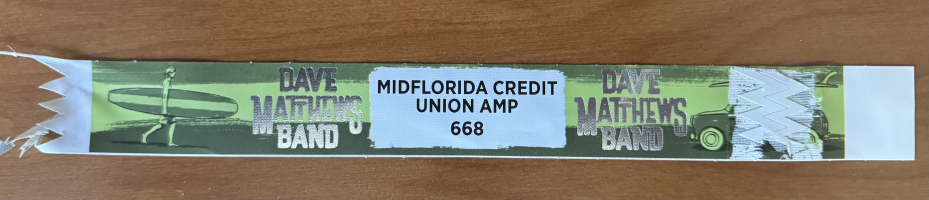 DAVE
MATTHEWS
BAND
MIDFLORIDA CREDIT
UNION AMP
668
DAVE
MATTHEWS
BAND